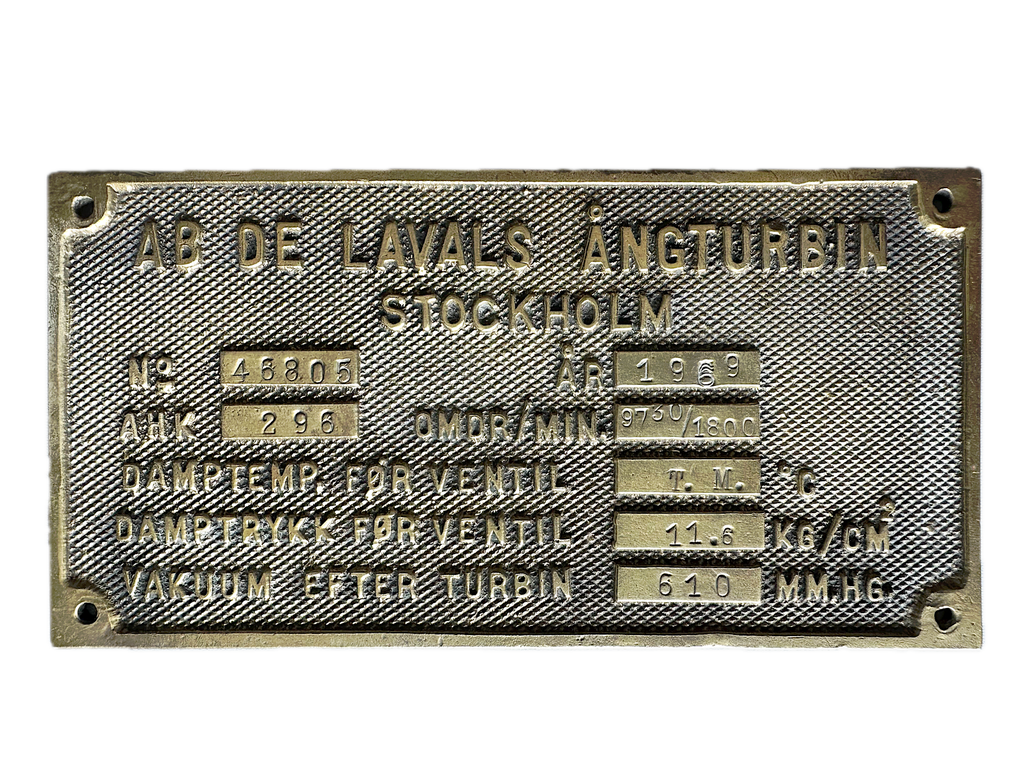 AB DE LAVALS ÅNGTURBIN
STOCKHOLM
Nº 46805 ÅR 1969
AHK 296 OMDR/MIN. 9730/1800
DAMPTEMP. FØR VENTIL T. M. °C
DAMPTRYKK FØR VENTIL 11.6 KG/CM²
VAKUUM EFTER TURBIN 610 MM.HG.